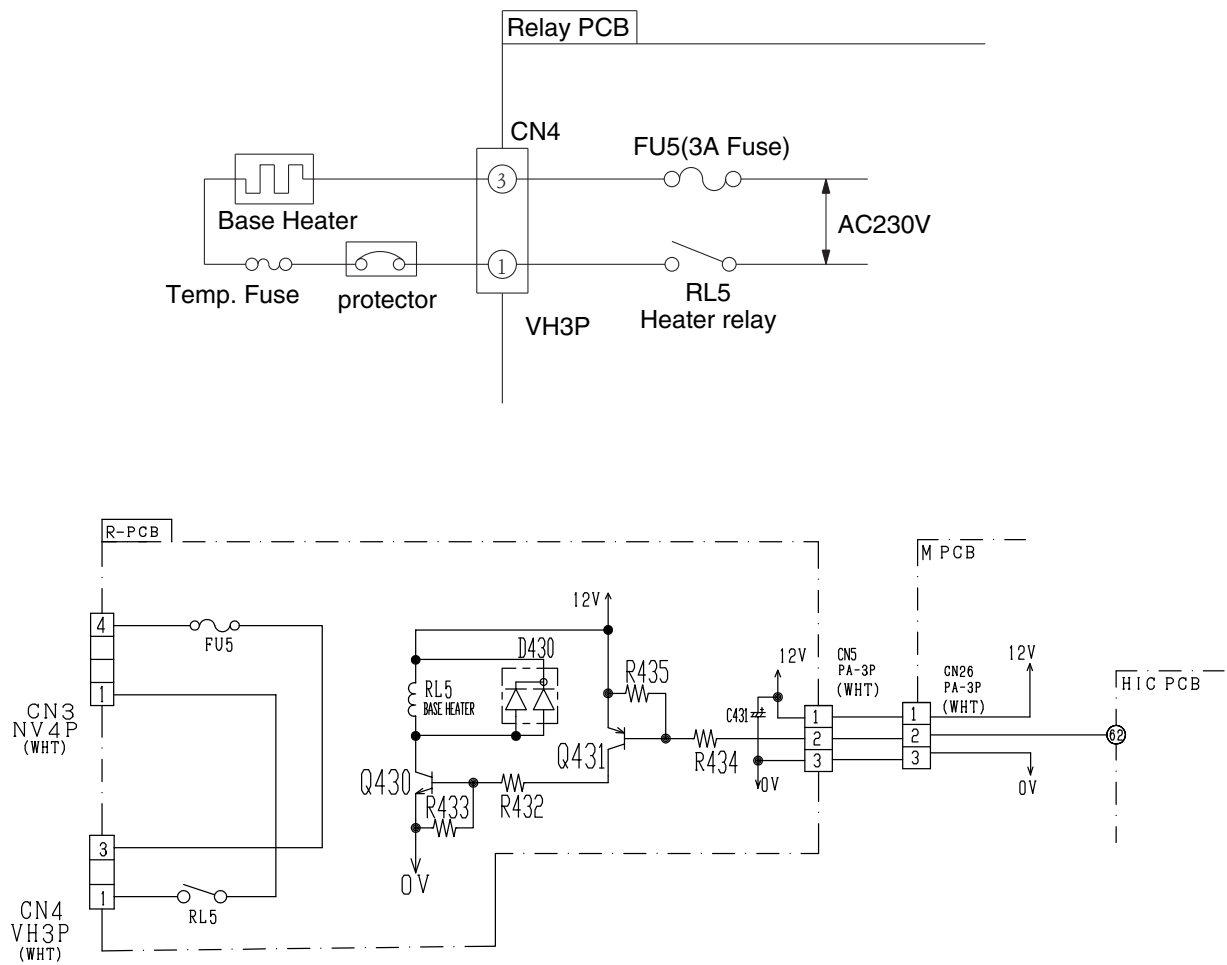 Relay PCB
CN4
FU5(3A Fuse)
3
Base Heater
AC230V
1
Temp. Fuse
protector
RL5
Heater relay
VH3P
R-PCB
M PCB
4
FU5
12V
D430
R435
12V
CN5
PA-3P
(WHT)
CN26
PA-3P
(WHT)
12V
HIC PCB
1
CN3
NV4P
(WHT)
RL5
BASE HEATER
C431
1
1
2
2
62
Q431
R434
3
3
0V
0V
Q430
R433
R432
0V
3
1
RL5
CN4
VH3P
(WHT)